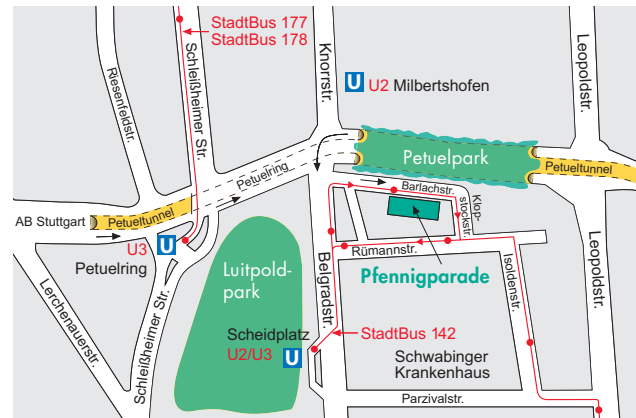 StadtBus 177
StadtBus 178
Schleißheimer Str.
Riesenfeldstr.
Knorrstr.
U
U2 Milbertshofen
Leopoldstr.
Petuelpark
Petueltunnel
Petuelring
Barlachstr.
Klop-
stockstr.
AB Stuttgart
Petueltunnel
U3
U
Petuelring
Rümannstr.
Pfennigparade
Luitpold-
park
Belgradstr.
Isoldenstr.
Leopoldstr.
Lerchenauerstr.
Schleißheimer Str.
Scheidplatz
U2/U3
U
StadtBus 142
Schwabinger
Krankenhaus
Parzivalstr.